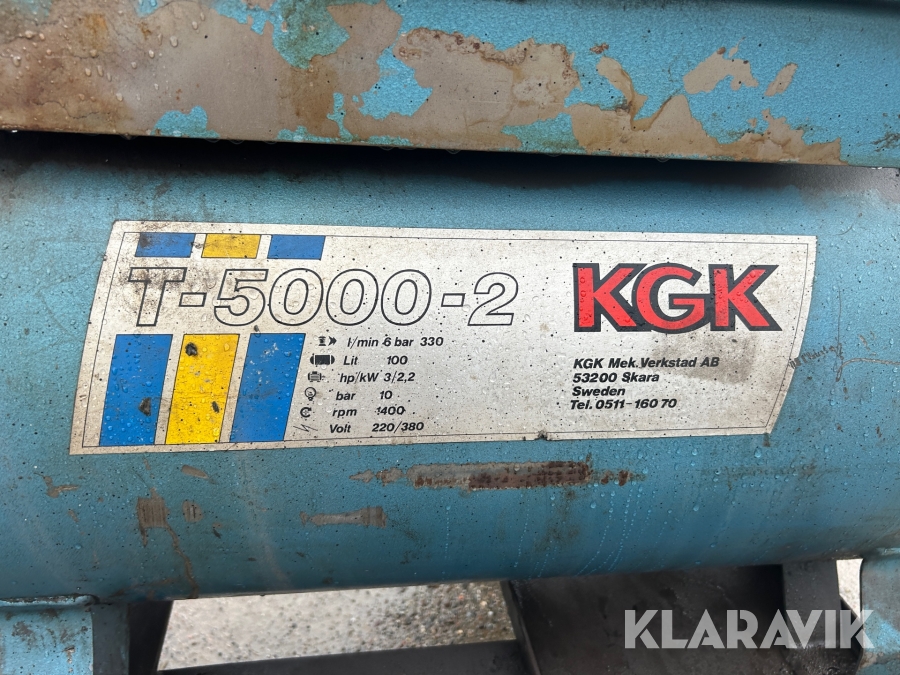 T-5000-2
l/min 6 bar 330
Lit 100
hp/kW 3/2,2
bar 10
rpm 1400
Volt 220/380
KGK
KGK Mek. Verkstad AB
53200 Skara
Sweden
Tel. 0511-160 70
KLARAVIK